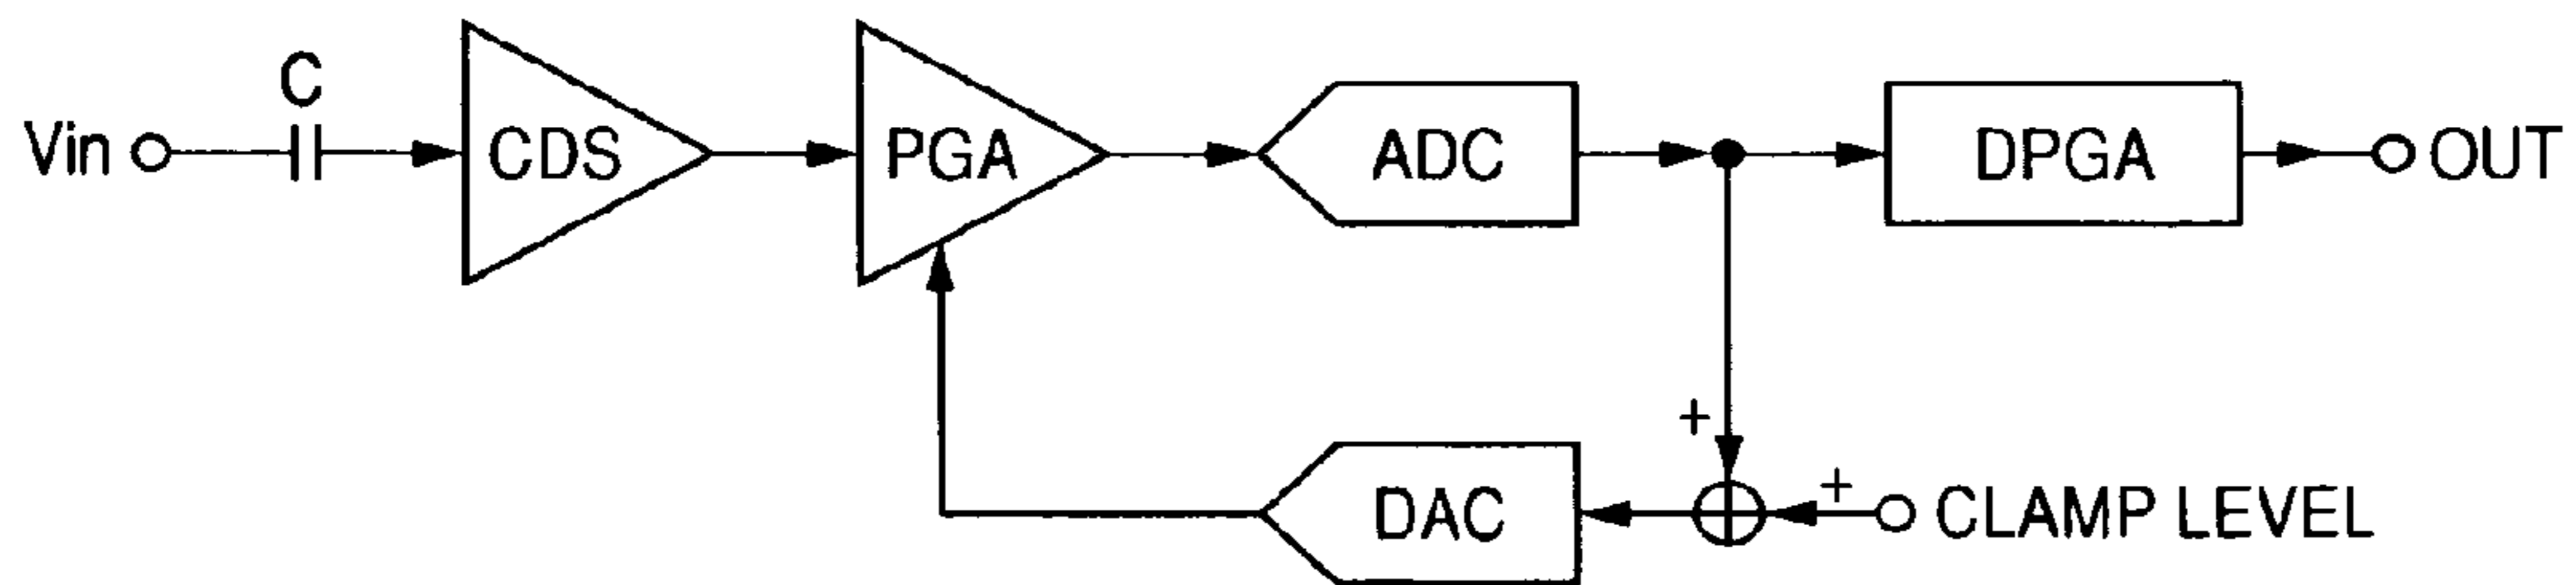 C
Vin
CDS
PGA
ADC
DPGA
OUT
+
+
DAC
CLAMP LEVEL